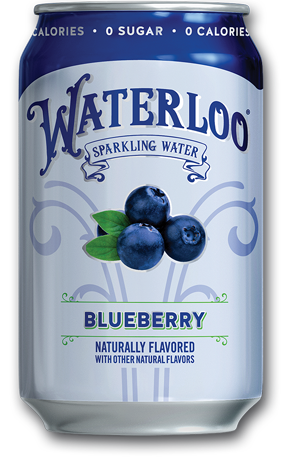 CALORIES • 0 SUGAR • 0 CALORIES
WATERLOO®
SPARKLING WATER
BLUEBERRY
NATURALLY FLAVORED
WITH OTHER NATURAL FLAVORS